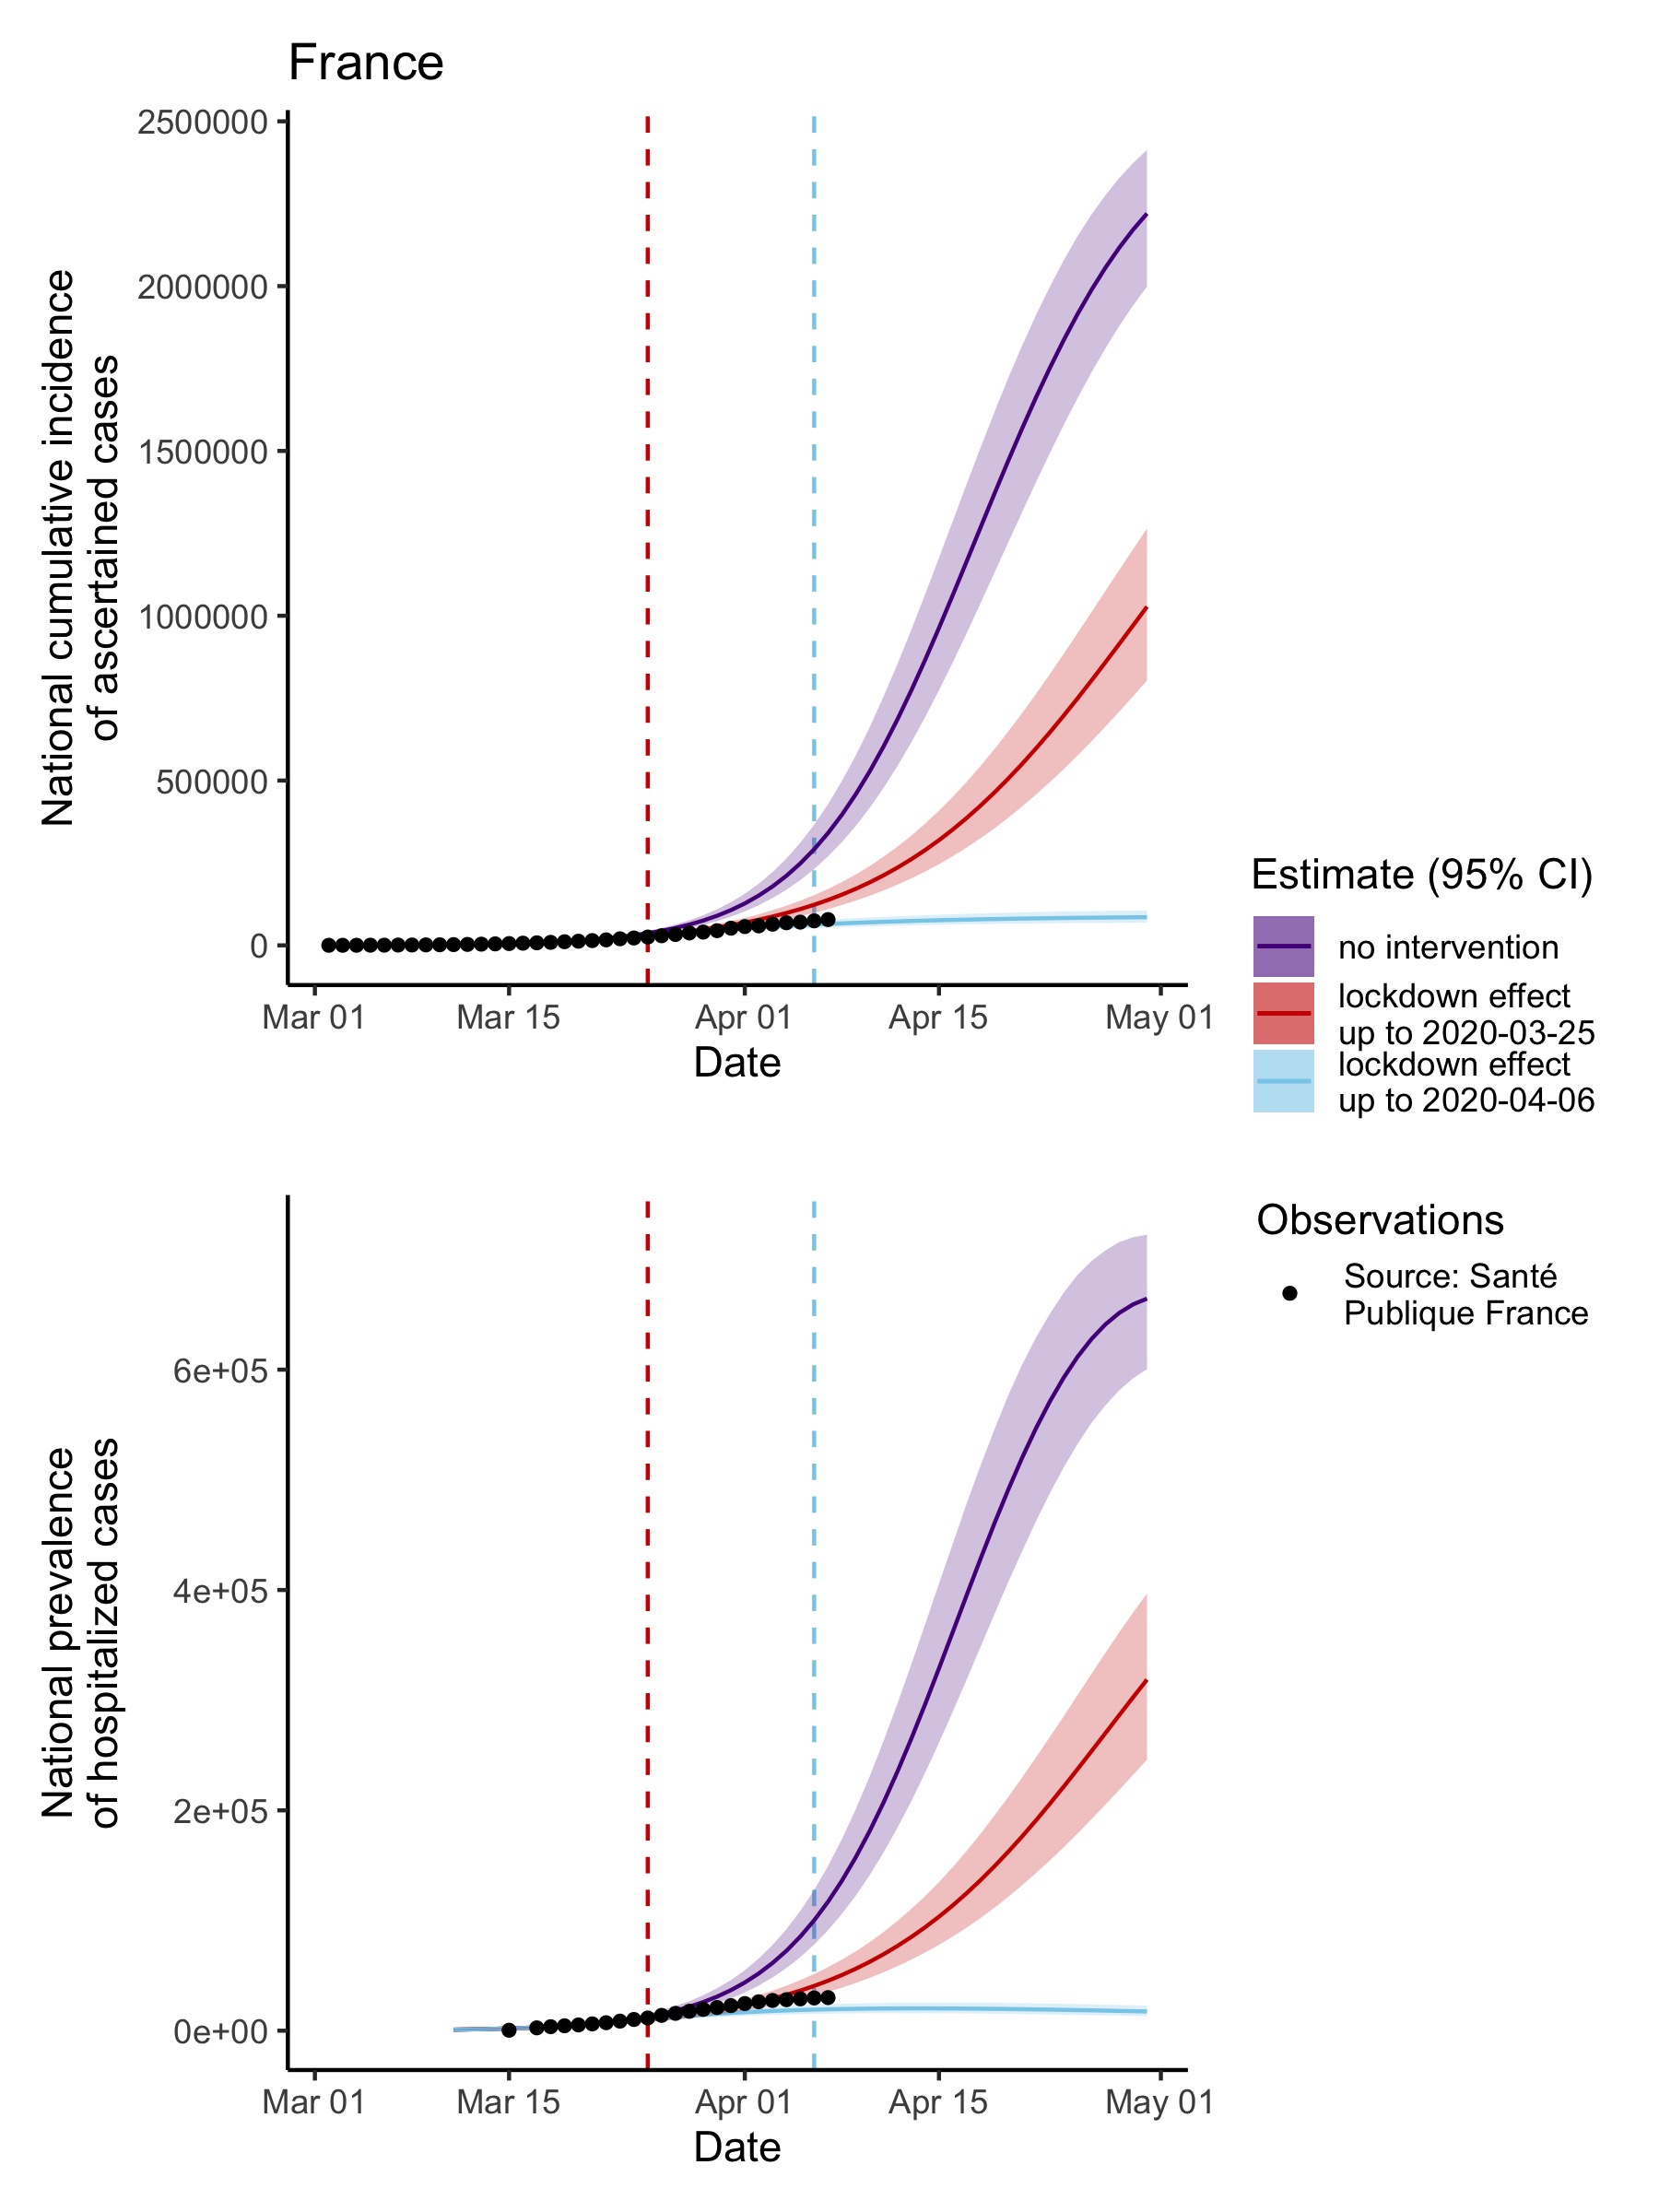 France
2500000
2000000
1500000
1000000
500000
0
National cumulative incidence
of ascertained cases
Mar 01 Mar 15 Apr 01 Apr 15 May 01
Date
Estimate (95% CI)
no intervention
lockdown effect
up to 2020-03-25
lockdown effect
up to 2020-04-06
Observations
Source: Santé
Publique France
6e+05
4e+05
2e+05
0e+00
National prevalence
of hospitalized cases
Mar 01 Mar 15 Apr 01 Apr 15 May 01
Date